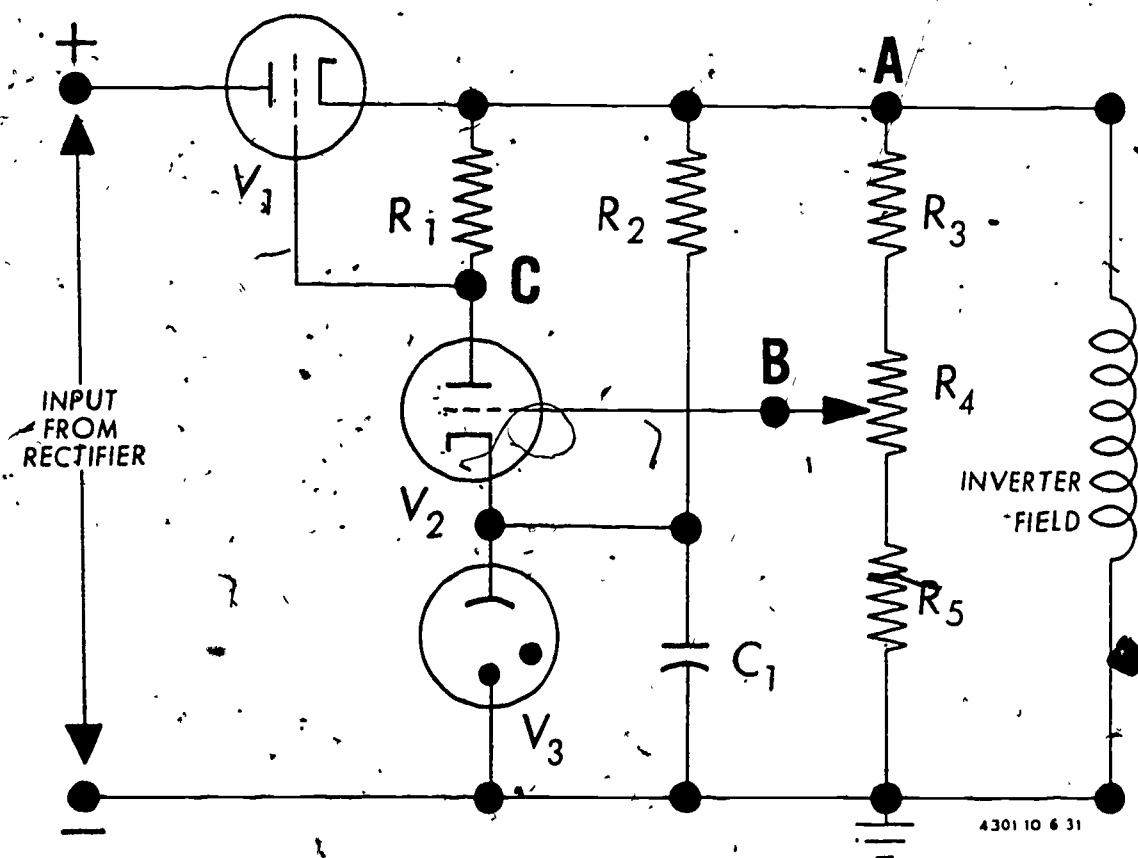 +
A
V1
R1
R2
R3
C
B
R4
INPUT
FROM
RECTIFIER
INVERTER
FIELD
V2
R5
C1
V3
4301 10 6 31
−